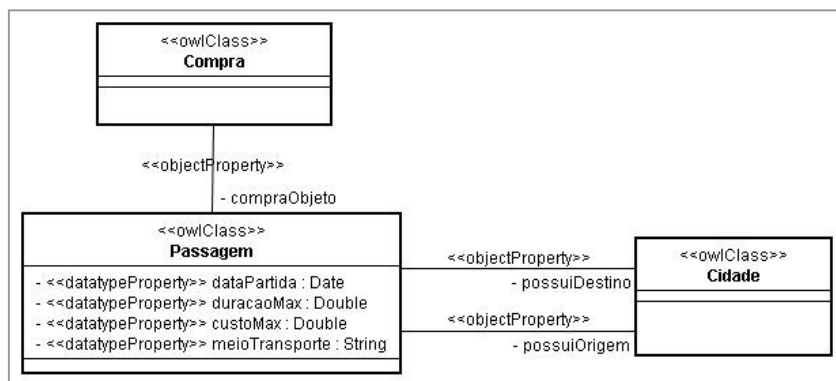 <<owlClass>>
Compra
<<objectProperty>>
- compraObjeto
<<owlClass>>
Passagem
- <<datatypeProperty>> dataPartida : Date
- <<datatypeProperty>> duracaoMax : Double
- <<datatypeProperty>> custoMax : Double
- <<datatypeProperty>> meioTransporte : String
<<objectProperty>>
- possuiDestino
<<objectProperty>>
- possuiOrigem
<<owlClass>>
Cidade